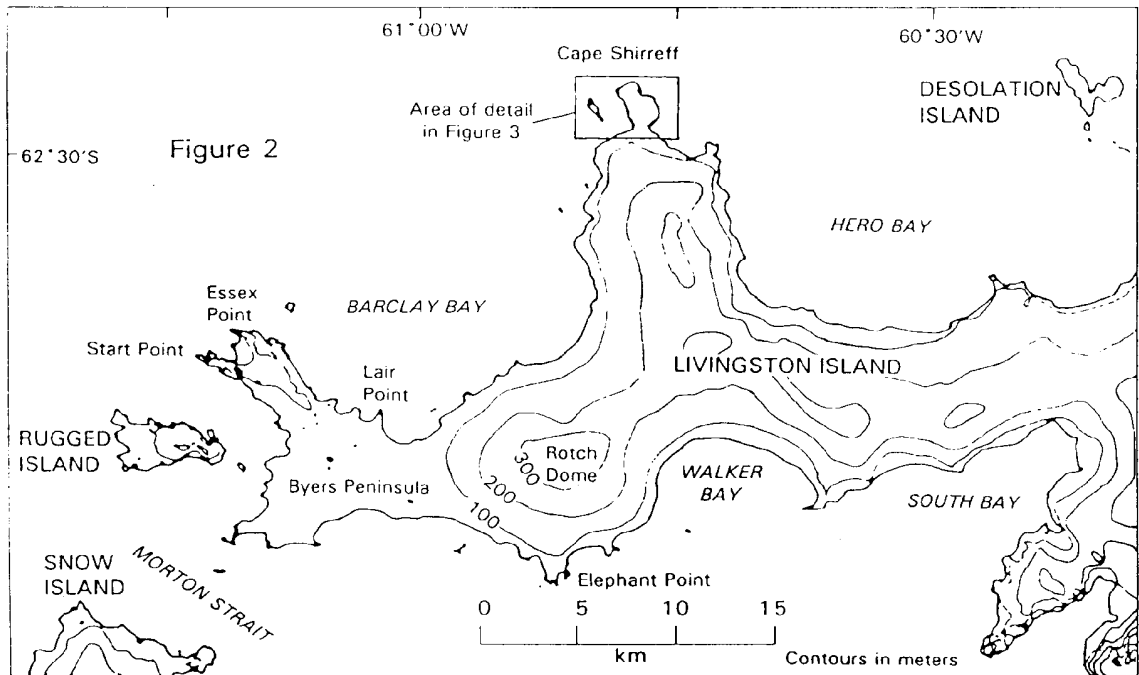 61°00'W
60°30'W
Cape Shirreff
DESOLATION
ISLAND
Area of detail
in Figure 3
62°30'S
Figure 2
HERO BAY
Essex
Point
BARCLAY BAY
Start Point
Lair
Point
LIVINGSTON ISLAND
RUGGED
ISLAND
Rotch
Dome
300
200
100
WALKER
BAY
Byers Peninsula
SOUTH BAY
SNOW
ISLAND
MORTON STRAIT
Elephant Point
0 5 10 15
km
Contours in meters